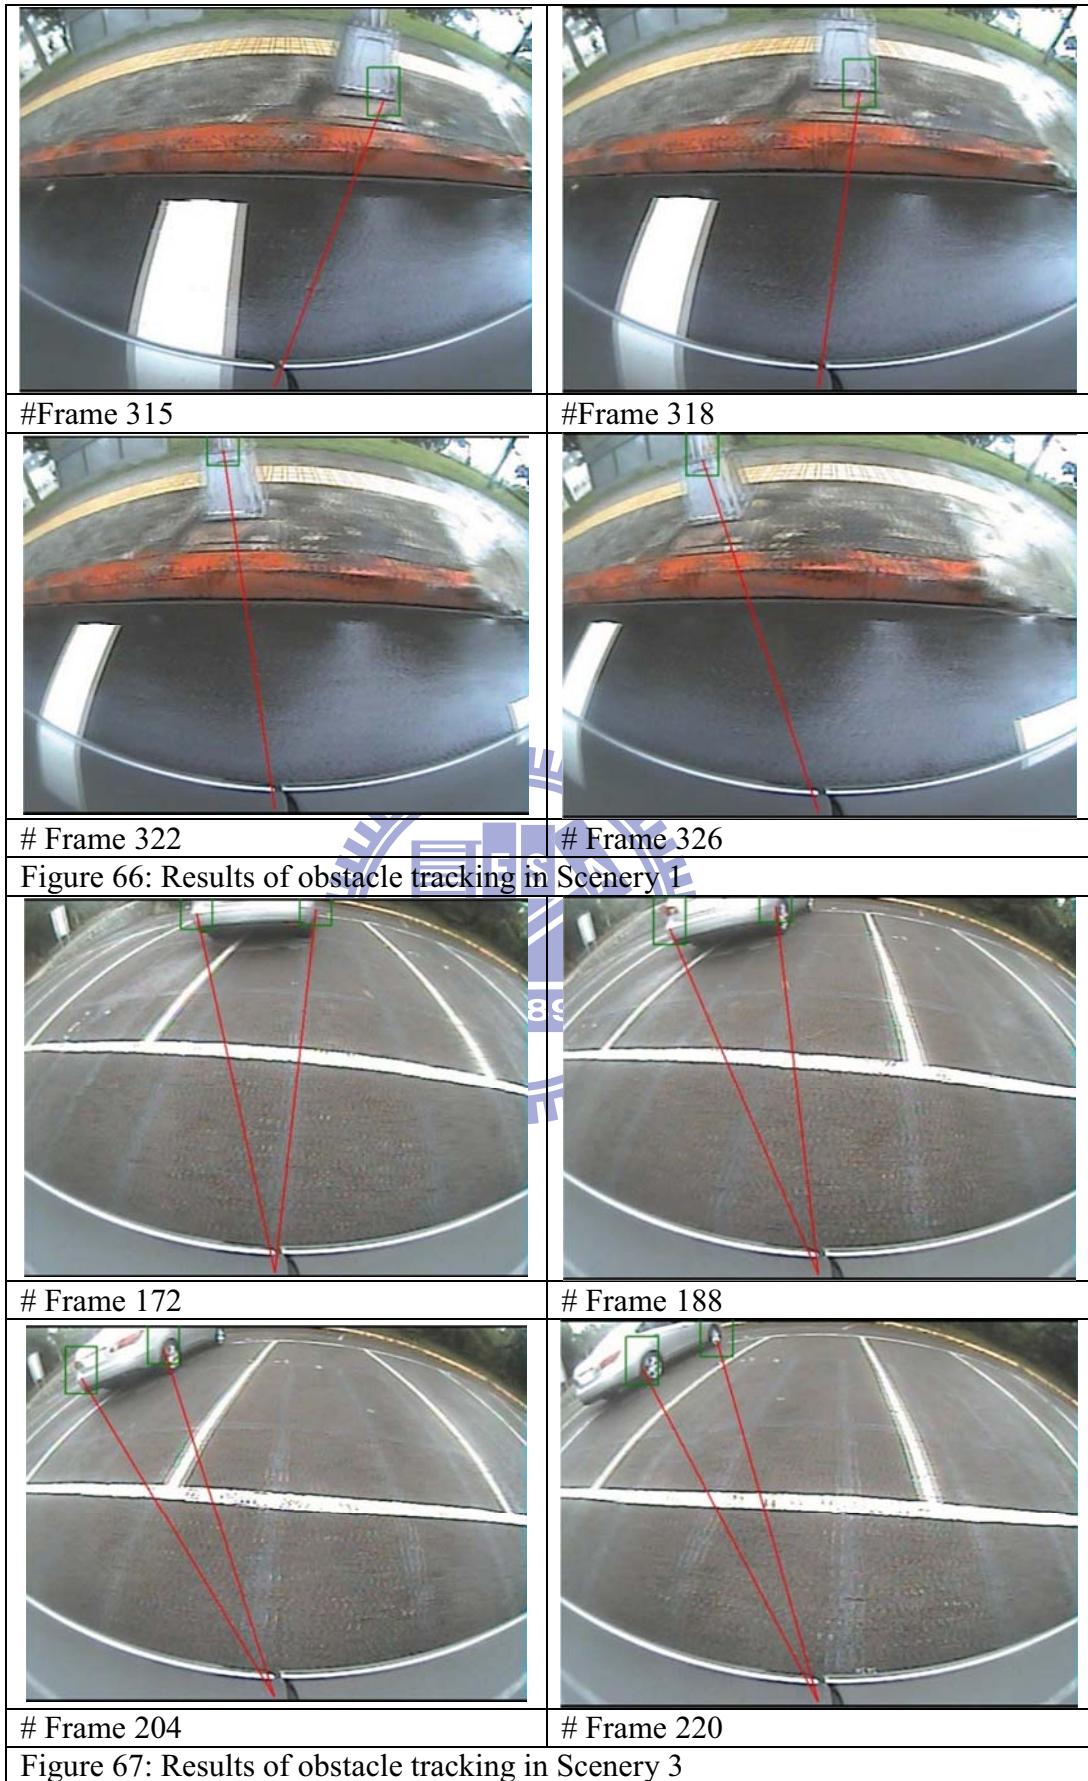 #Frame 315
#Frame 318
# Frame 322
# Frame 326
Figure 66: Results of obstacle tracking in Scenery 1
# Frame 172
# Frame 188
# Frame 204
# Frame 220
Figure 67: Results of obstacle tracking in Scenery 3